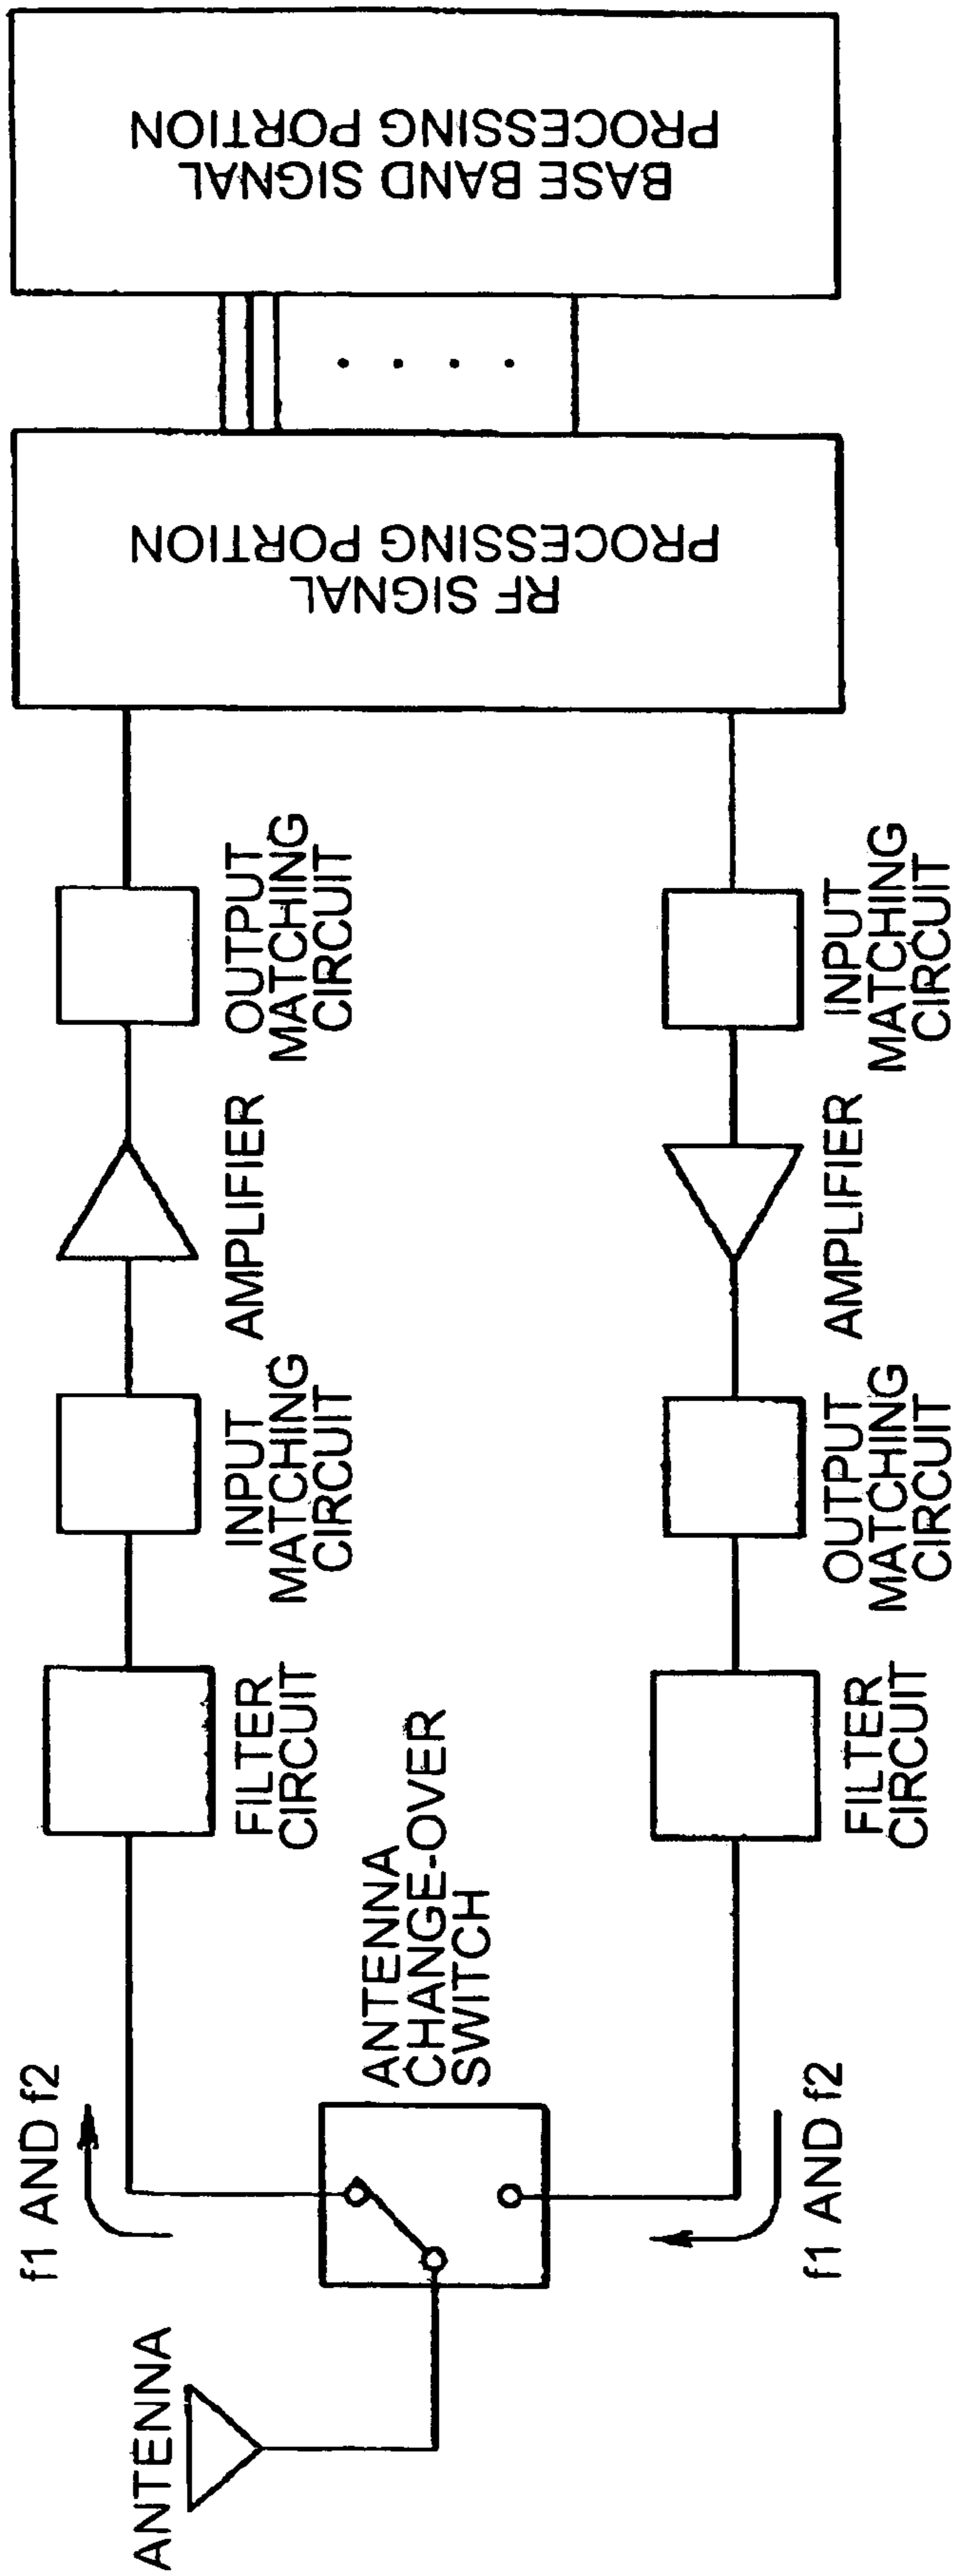 ANTENNA
f1 AND f2
ANTENNA
CHANGE-OVER
SWITCH
f1 AND f2
FILTER
CIRCUIT
INPUT
MATCHING
CIRCUIT
AMPLIFIER
OUTPUT
MATCHING
CIRCUIT
FILTER
CIRCUIT
OUTPUT
MATCHING
CIRCUIT
AMPLIFIER
INPUT
MATCHING
CIRCUIT
RF SIGNAL
PROCESSING PORTION
BASE BAND SIGNAL
PROCESSING PORTION